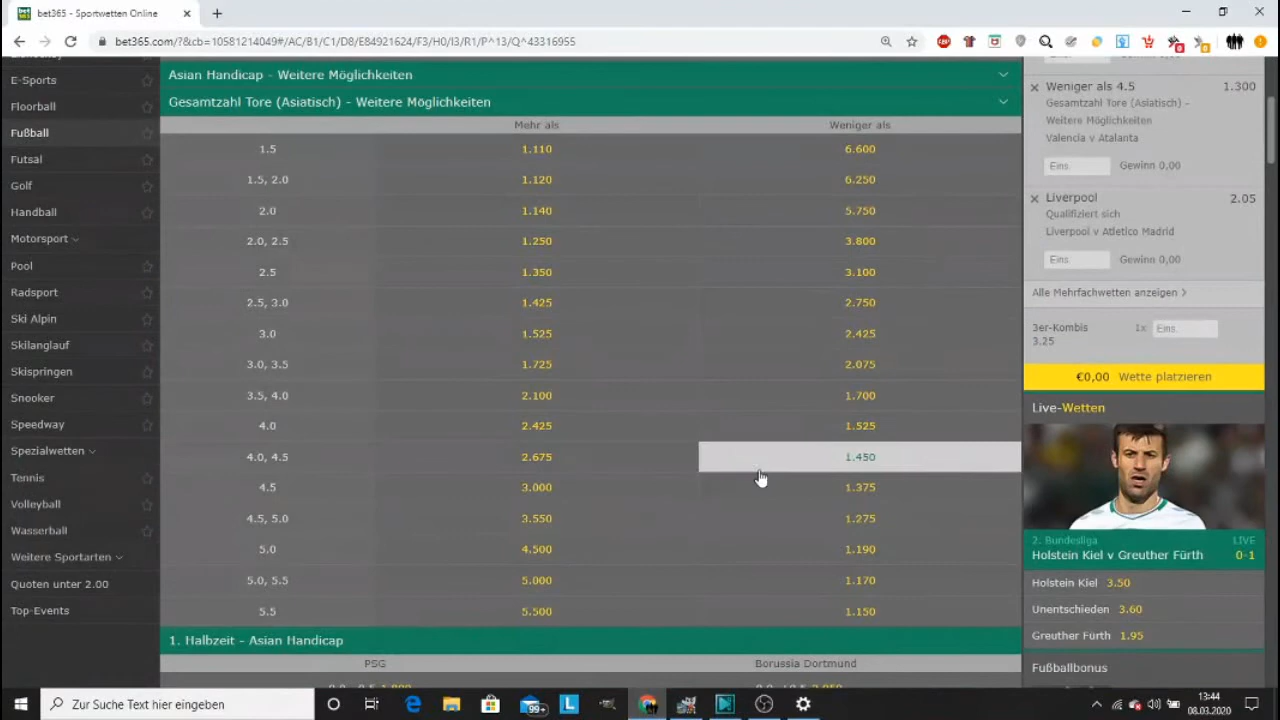 bet365 - Sportwetten Online
bet365.com/?&cb=10581214049#/AC/B1/C1/D8/E84921624/F3/H0/I3/R1/P^13/Q^43316955
E-Sports
Floorball
Fußball
Futsal
Golf
Handball
Motorsport
Pool
Radsport
Ski Alpin
Skilanglauf
Skispringen
Snooker
Speedway
Spezialwetten
Tennis
Volleyball
Wasserball
Weitere Sportarten
Quoten unter 2.00
Top-Events
Asian Handicap - Weitere Möglichkeiten
Gesamtzahl Tore (Asiatisch) - Weitere Möglichkeiten
Mehr als Weniger als
1.5 1.110 6.600
1.5, 2.0 1.120 6.250
2.0 1.140 5.750
2.0, 2.5 1.250 3.800
2.5 1.350 3.100
2.5, 3.0 1.425 2.750
3.0 1.525 2.425
3.0, 3.5 1.725 2.075
3.5, 4.0 2.100 1.700
4.0 2.425 1.525
4.0, 4.5 2.675 1.450
4.5 3.000 1.375
4.5, 5.0 3.550 1.275
5.0 4.500 1.190
5.0, 5.5 5.000 1.170
5.5 5.500 1.150
1. Halbzeit - Asian Handicap
PSG Borussia Dortmund
Weniger als 4.5 1.300
Gesamtzahl Tore (Asiatisch) -
Weitere Möglichkeiten
Valencia v Atalanta
Eins. Gewinn 0,00
Liverpool 2.05
Qualifiziert sich
Liverpool v Atletico Madrid
Eins. Gewinn 0,00
Alle Mehrfachwetten anzeigen
3er-Kombis 1x Eins.
3.25
€0,00 Wette platzieren
Live-Wetten
2. Bundesliga LIVE
Holstein Kiel v Greuther Fürth 0-1
Holstein Kiel 3.50
Unentschieden 3.60
Greuther Fürth 1.95
Fußballbonus
Zur Suche Text hier eingeben
99+
13:44
08.03.2020